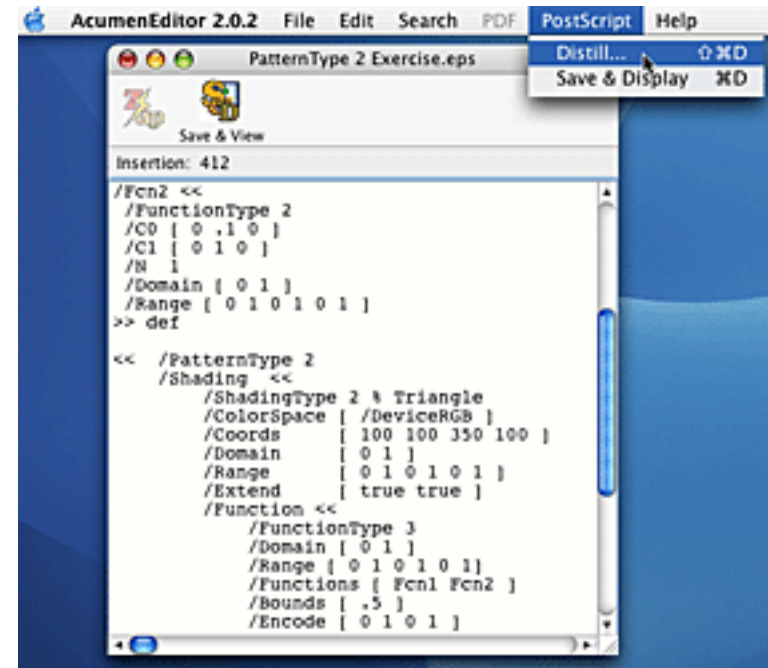 AcumenEditor 2.0.2 File Edit Search PDF PostScript Help
Distill... ⇧⌘D
Save & Display ⌘D
PatternType 2 Exercise.eps
Save & View
Insertion: 412
/Fcn2 <<
/FunctionType 2
/C0 [ 0 .1 0 ]
/C1 [ 0 1 0 ]
/N 1
/Domain [ 0 1 ]
/Range [ 0 1 0 1 0 1 ]
>> def
<< /PatternType 2
/Shading <<
/ShadingType 2 % Triangle
/ColorSpace [ /DeviceRGB ]
/Coords [ 100 100 350 100 ]
/Domain [ 0 1 ]
/Range [ 0 1 0 1 0 1 ]
/Extend [ true true ]
/Function <<
/FunctionType 3
/Domain [ 0 1 ]
/Range [ 0 1 0 1 0 1]
/Functions [ Fcn1 Fcn2 ]
/Bounds [ .5 ]
/Encode [ 0 1 0 1 ]